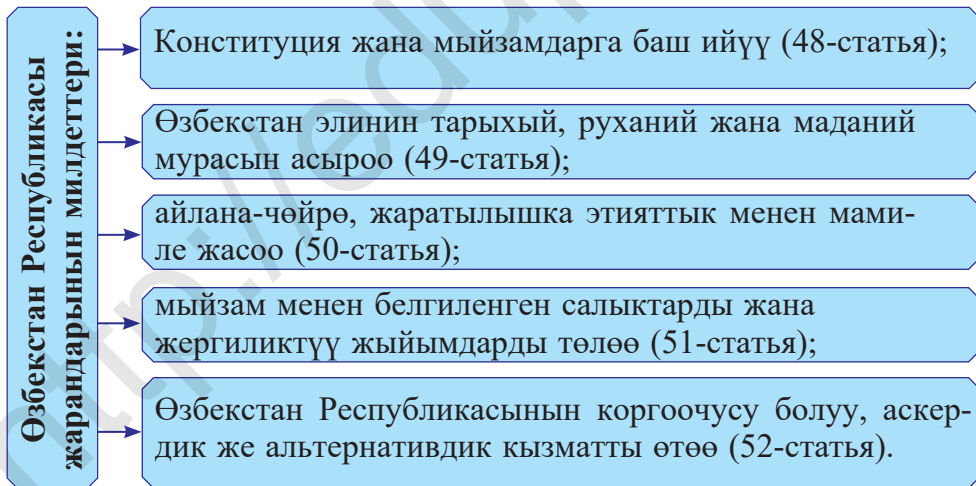 Өзбекстан Республикасы
жарандарынын милдеттери:
Конституция жана мыйзамдарга баш ийүү (48-статья);
Өзбекстан элинин тарыхый, руханий жана маданий
мурасын асыроо (49-статья);
айлана-чөйрө, жаратылышка этияттык менен мами-
ле жасоо (50-статья);
мыйзам менен белгиленген салыктарды жана
жергиликтүү жыйымдарды төлөө (51-статья);
Өзбекстан Республикасынын коргоочусу болуу, аскер-
дик же альтернативдик кызматты өтөө (52-статья).
http://edu